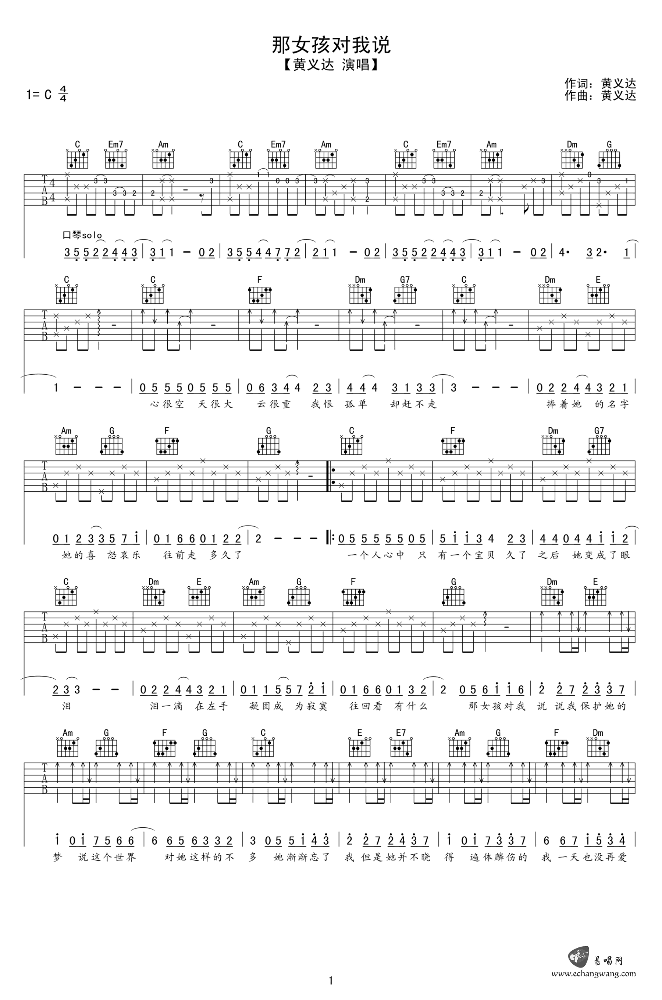 那女孩对我说
【黄义达 演唱】
作词：黄义达
1= C 4/4
作曲：黄义达
C Em7 Am C Em7 Am C Em7 Am Dm G
T A B 4 4 3 3 3 3 2 2 3 1 1 0 0 3 3 3 2 3 3 3 3 2 2 3 0 3 1
口琴solo
3 5 5 2 2 4 4 3 | 3 1 1 - 0 2 | 3 5 5 4 4 7 7 2 | 2 1 1 - 0 2 | 3 5 5 2 2 4 4 3 | 3 1 1 - 0 2 | 4· 3 2· 1 |
C C F Dm G7 C Dm E
T A B
1 - - - | 0 5 5 5 0 5 5 5 | 0 6 3 4 4 2 3 | 4 4 4 3 1 3 3 | 3 - - - | 0 2 2 4 4 3 2 1 |
心很空 天很大 云很重 我恨 孤单 却赶不走 捧着她 的名字
Am G F G C F Dm G7
T A B
0 1 2 3 3 5 7 i | 0 1 6 6 0 1 2 2 | 2 - - - |: 0 5 5 5 5 5 0 5 | 5 i i 3 4 2 3 | 4 4 0 4 4 i i 2 |
她的喜 怒哀乐 往前走 多久了 一个人心中 只 有一个宝贝 久了 之后 她变成了眼
C Dm E Am G F G Dm E
T A B
2 3 3 - - | 0 2 2 4 4 3 2 1 | 0 1 1 5 5 7 2 i | 0 1 6 6 0 1 3 2 | 2 0 5 6 i i 6 | 2 2 7 2 3 3 7 |
泪 泪一滴 在左手 凝固成 为寂寞 往回看 有什么 那女孩对我 说 说我保护她的
Am G F G C E E7 Am G F Dm
T A B
i 0 i 7 5 6 6 | 6 6 5 6 3 3 2 | 3 0 5 5 i 4 3 | 2 2 7 2 4 3 7 | i 0 i 7 3 3 7 | 6 6 7 i 5 3 4 |
梦 说这个世界 对她这样的不 多 她渐渐忘了 我 但是她并不晓 得 遍体麟伤的 我 一天也没再爱
易唱网
www.echangwang.com
1